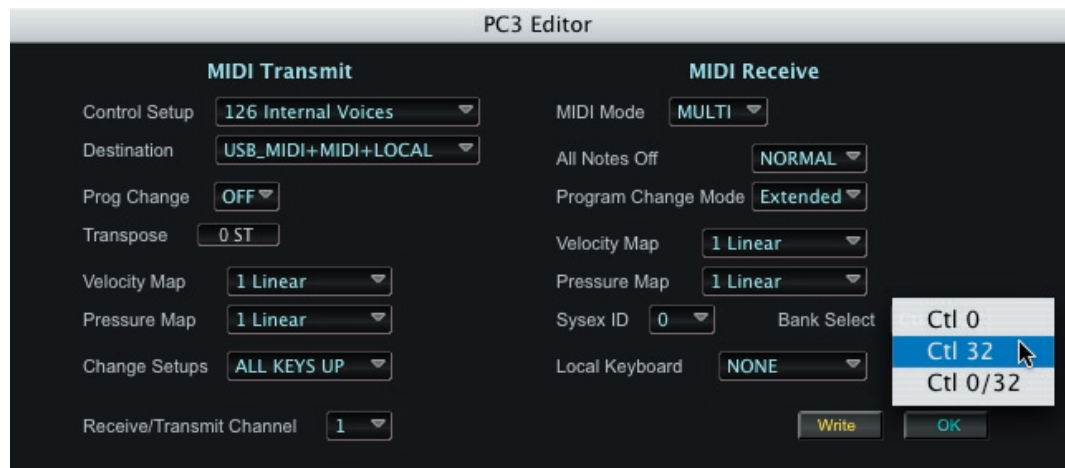 PC3 Editor
MIDI Transmit
Control Setup 126 Internal Voices
Destination USB_MIDI+MIDI+LOCAL
Prog Change OFF
Transpose 0 ST
Velocity Map 1 Linear
Pressure Map 1 Linear
Change Setups ALL KEYS UP
Receive/Transmit Channel 1
MIDI Receive
MIDI Mode MULTI
All Notes Off NORMAL
Program Change Mode Extended
Velocity Map 1 Linear
Pressure Map 1 Linear
Sysex ID 0 Bank Select
Ctl 0
Ctl 32
Ctl 0/32
Local Keyboard NONE
Write OK